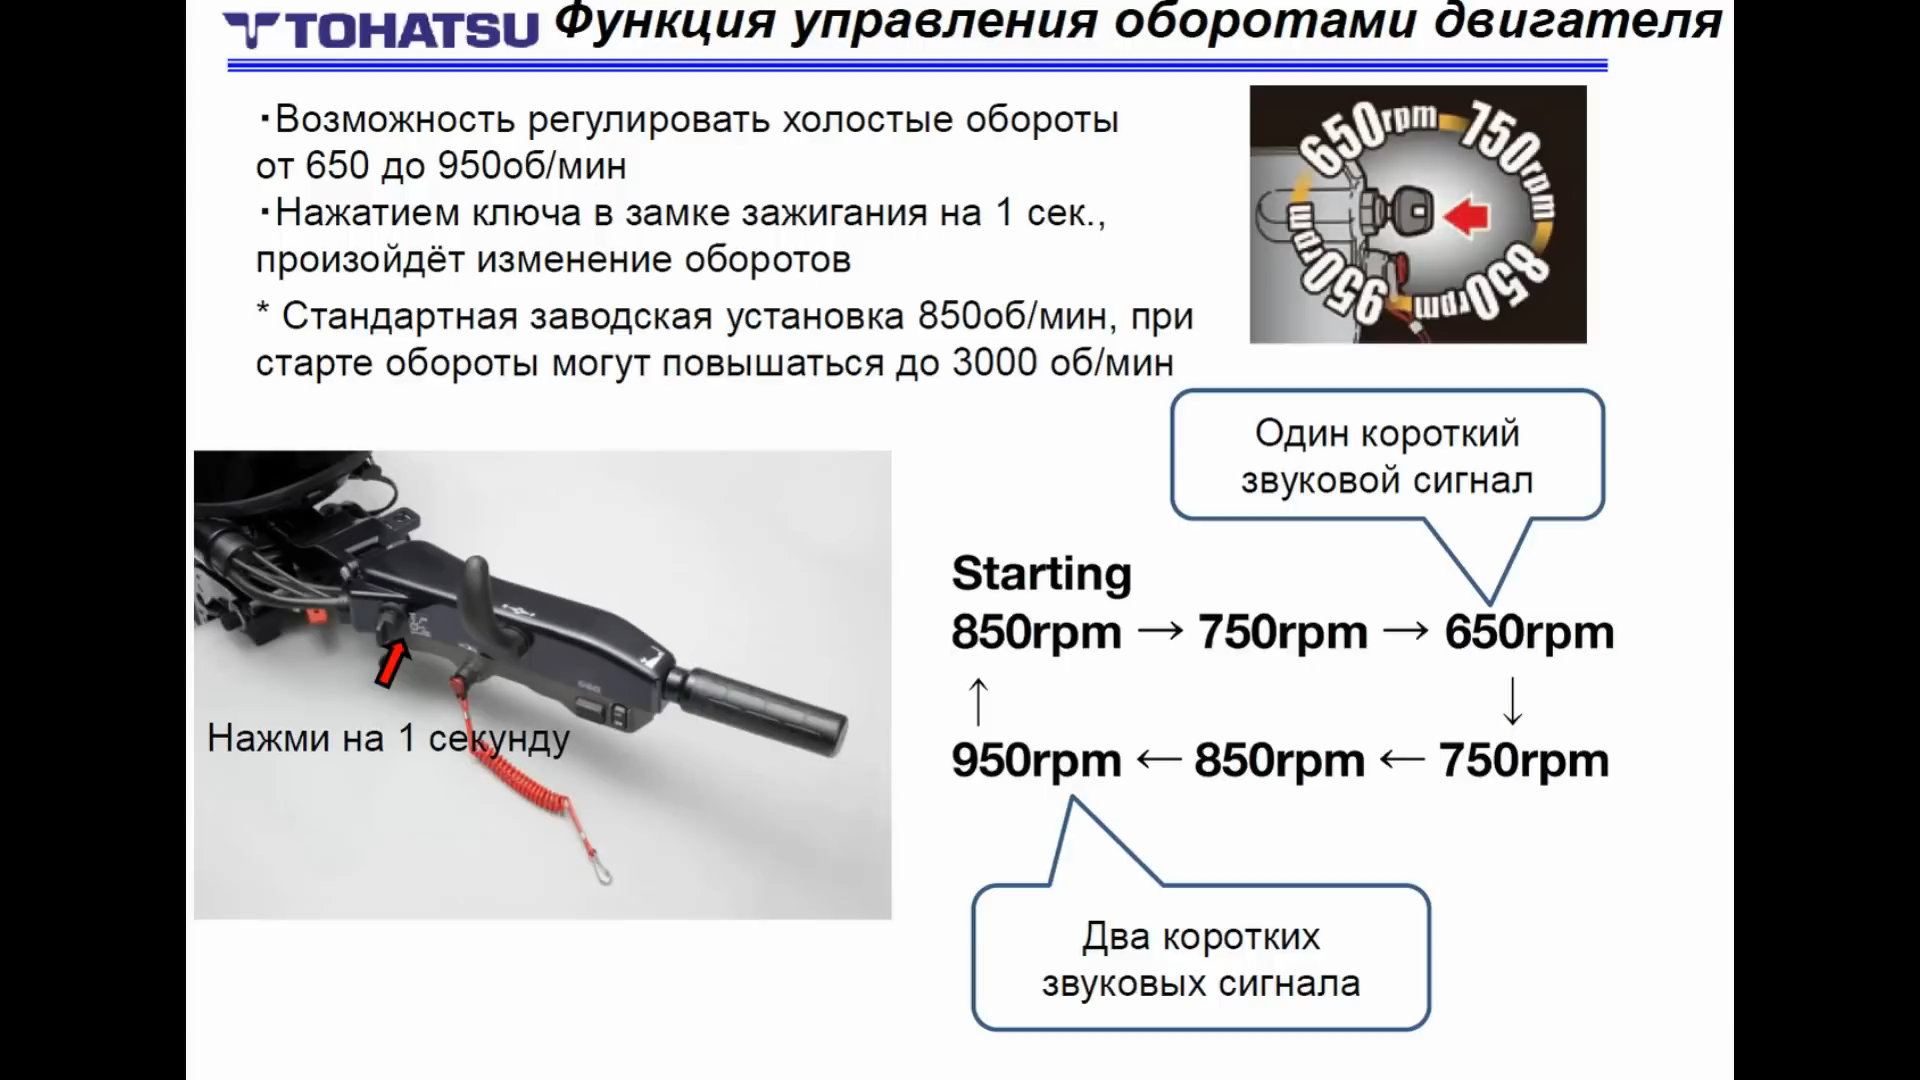 TOHATSU Функция управления оборотами двигателя
·Возможность регулировать холостые обороты
от 650 до 950об/мин
·Нажатием ключа в замке зажигания на 1 сек.,
произойдёт изменение оборотов
* Стандартная заводская установка 850об/мин, при
старте обороты могут повышаться до 3000 об/мин
650rpm
750rpm
850rpm
950rpm
Один короткий
звуковой сигнал
Нажми на 1 секунду
Starting
850rpm → 750rpm → 650rpm
↑ ↓
950rpm ← 850rpm ← 750rpm
Два коротких
звуковых сигнала